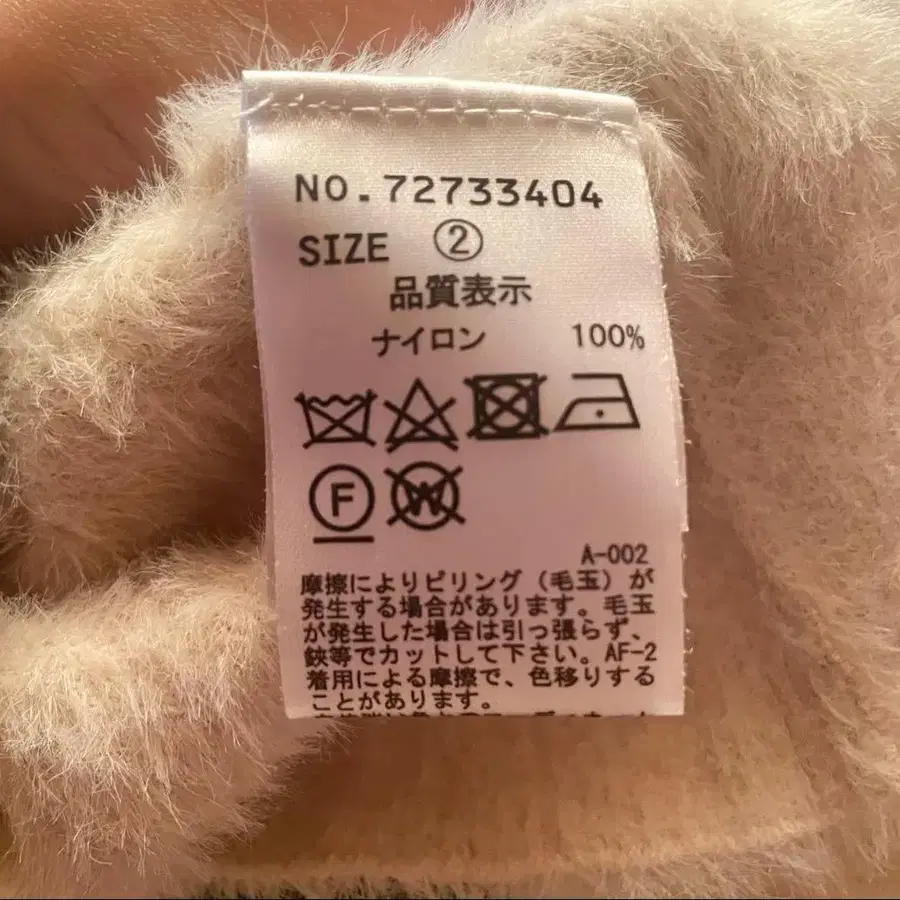 NO.72733404
SIZE ②
品質表示
ナイロン 100%
F W
A-002
摩擦によりピリング(毛玉)が
発生する場合があります。毛玉
が発生した場合は引っ張らず、
鋏等でカットして下さい。AF-2
着用による摩擦で、色移りする
ことがあります。